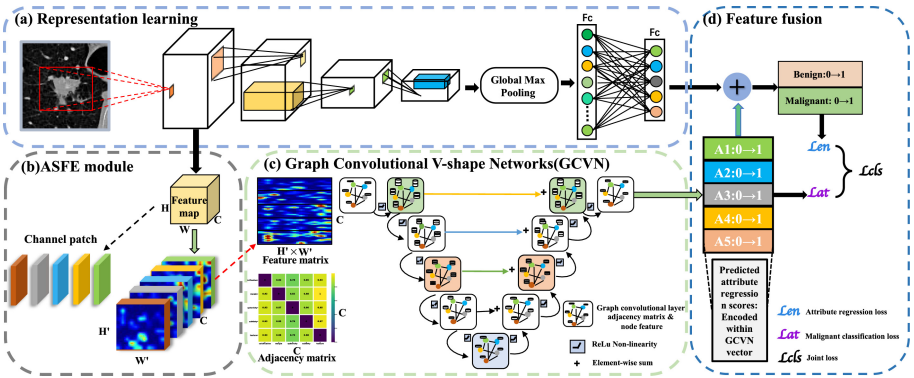 (a) Representation learning
Global Max
Pooling
Fc
Fc
(d) Feature fusion
Benign:0→1
Malignant: 0→1
Len
Lat
Lcls
A1:0→1
A2:0→1
A3:0→1
A4:0→1
A5:0→1
Predicted
attribute
regressio
n scores:
Encoded
within
GCVN
vector
Len Attribute regression loss
Lat Malignant classification loss
Lcls Joint loss
(b)ASFE module
Feature
map
H
W
C
Channel patch
H'
W'
C
(c) Graph Convolutional V-shape Networks(GCVN)
C
H'×W'
Feature matrix
C
C
Adjacency matrix
Graph convolutional layer
adjacency matrix &
node feature
ReLu Non-linearity
+ Element-wise sum